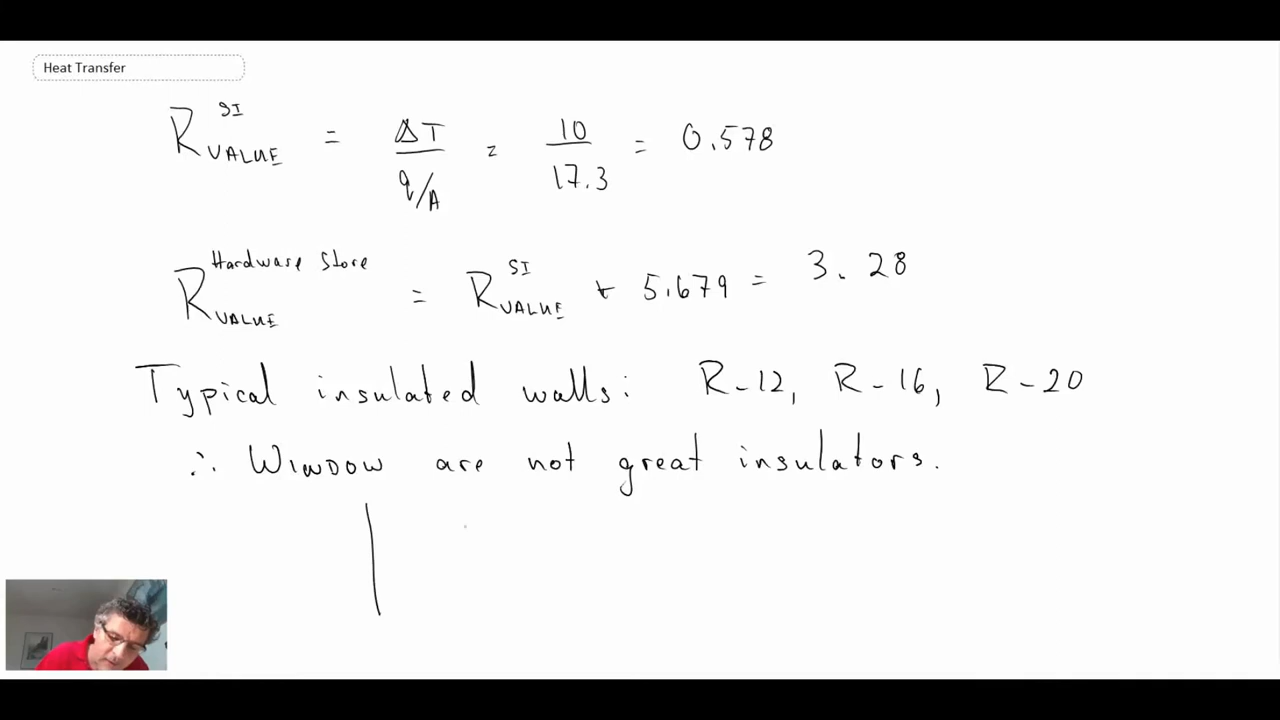 Heat Transfer
R VALUE SI = ΔT / q/A = 10 / 17.3 = 0.578
R VALUE Hardware Store = R VALUE SI * 5.679 = 3.28
Typical insulated walls: R-12, R-16, R-20
∴ WINDOW are not great insulators.